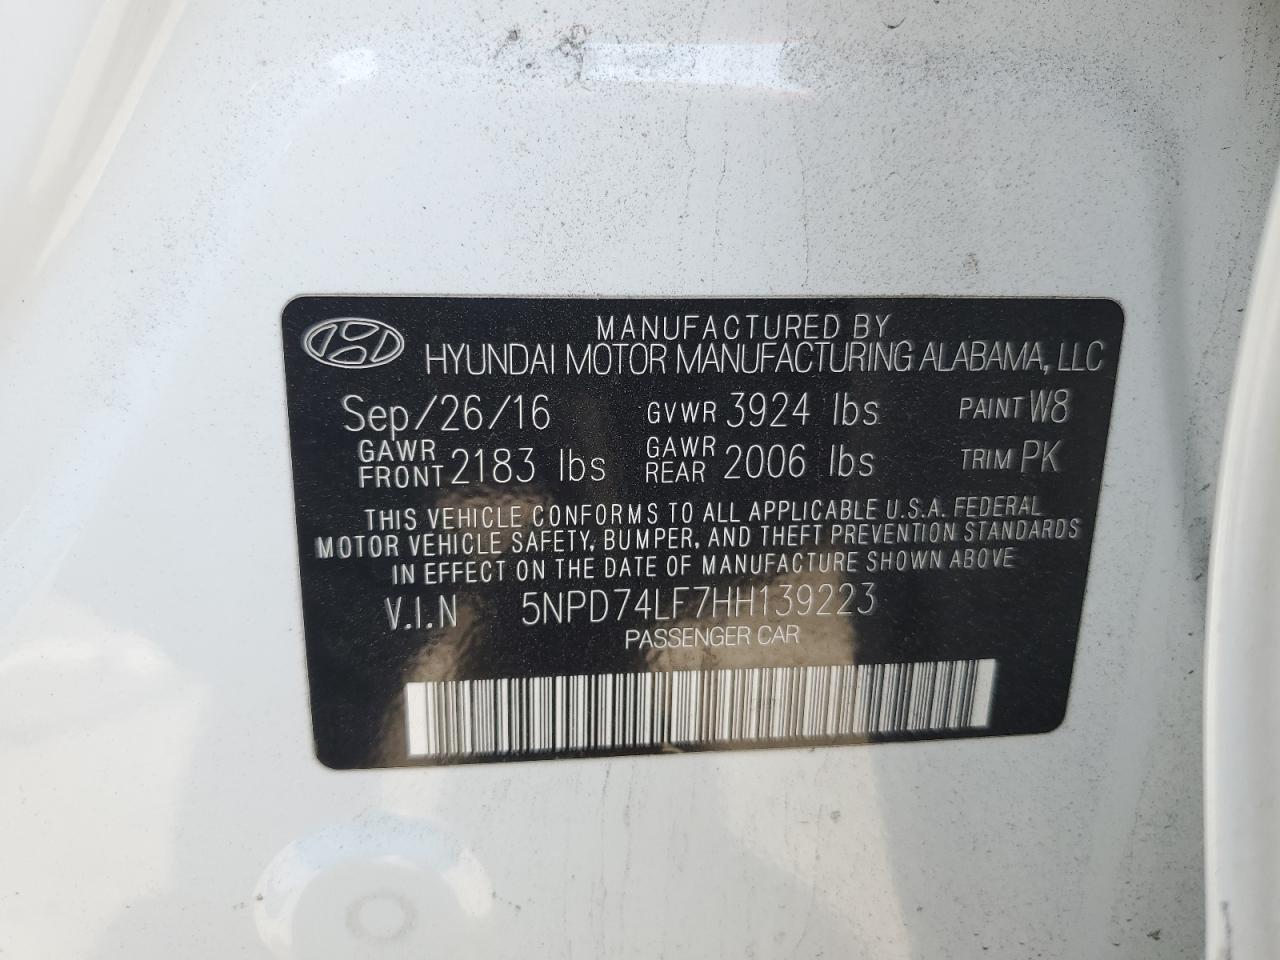 MANUFACTURED BY
HYUNDAI MOTOR MANUFACTURING ALABAMA, LLC
Sep/26/16 GVWR 3924 lbs PAINT W8
GAWR FRONT 2183 lbs GAWR REAR 2006 lbs TRIM PK
THIS VEHICLE CONFORMS TO ALL APPLICABLE U.S.A. FEDERAL
MOTOR VEHICLE SAFETY, BUMPER, AND THEFT PREVENTION STANDARDS
IN EFFECT ON THE DATE OF MANUFACTURE SHOWN ABOVE
V.I.N 5NPD74LF7HH139223
PASSENGER CAR